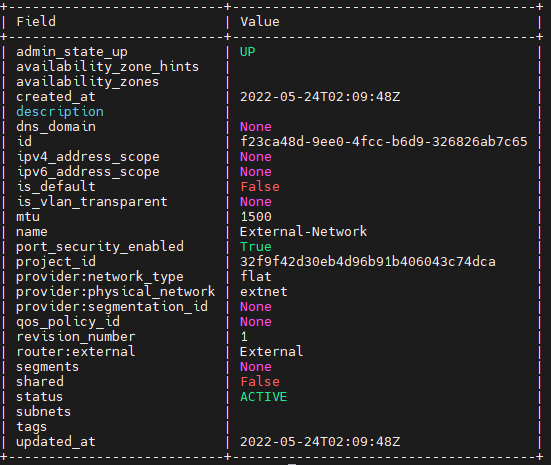 +---------------------------+--------------------------------------+
| Field                     | Value                                |
+---------------------------+--------------------------------------+
| admin_state_up            | UP                                   |
| availability_zone_hints   |                                      |
| availability_zones        |                                      |
| created_at                | 2022-05-24T02:09:48Z                 |
| description               |                                      |
| dns_domain                | None                                 |
| id                        | f23ca48d-9ee0-4fcc-b6d9-326826ab7c65 |
| ipv4_address_scope        | None                                 |
| ipv6_address_scope        | None                                 |
| is_default                | False                                |
| is_vlan_transparent       | None                                 |
| mtu                       | 1500                                 |
| name                      | External-Network                     |
| port_security_enabled     | True                                 |
| project_id                | 32f9f42d30eb4d96b91b406043c74dca     |
| provider:network_type     | flat                                 |
| provider:physical_network | extnet                               |
| provider:segmentation_id  | None                                 |
| qos_policy_id             | None                                 |
| revision_number           | 1                                    |
| router:external           | External                             |
| segments                  | None                                 |
| shared                    | False                                |
| status                    | ACTIVE                               |
| subnets                   |                                      |
| tags                      |                                      |
| updated_at                | 2022-05-24T02:09:48Z                 |
+---------------------------+--------------------------------------+